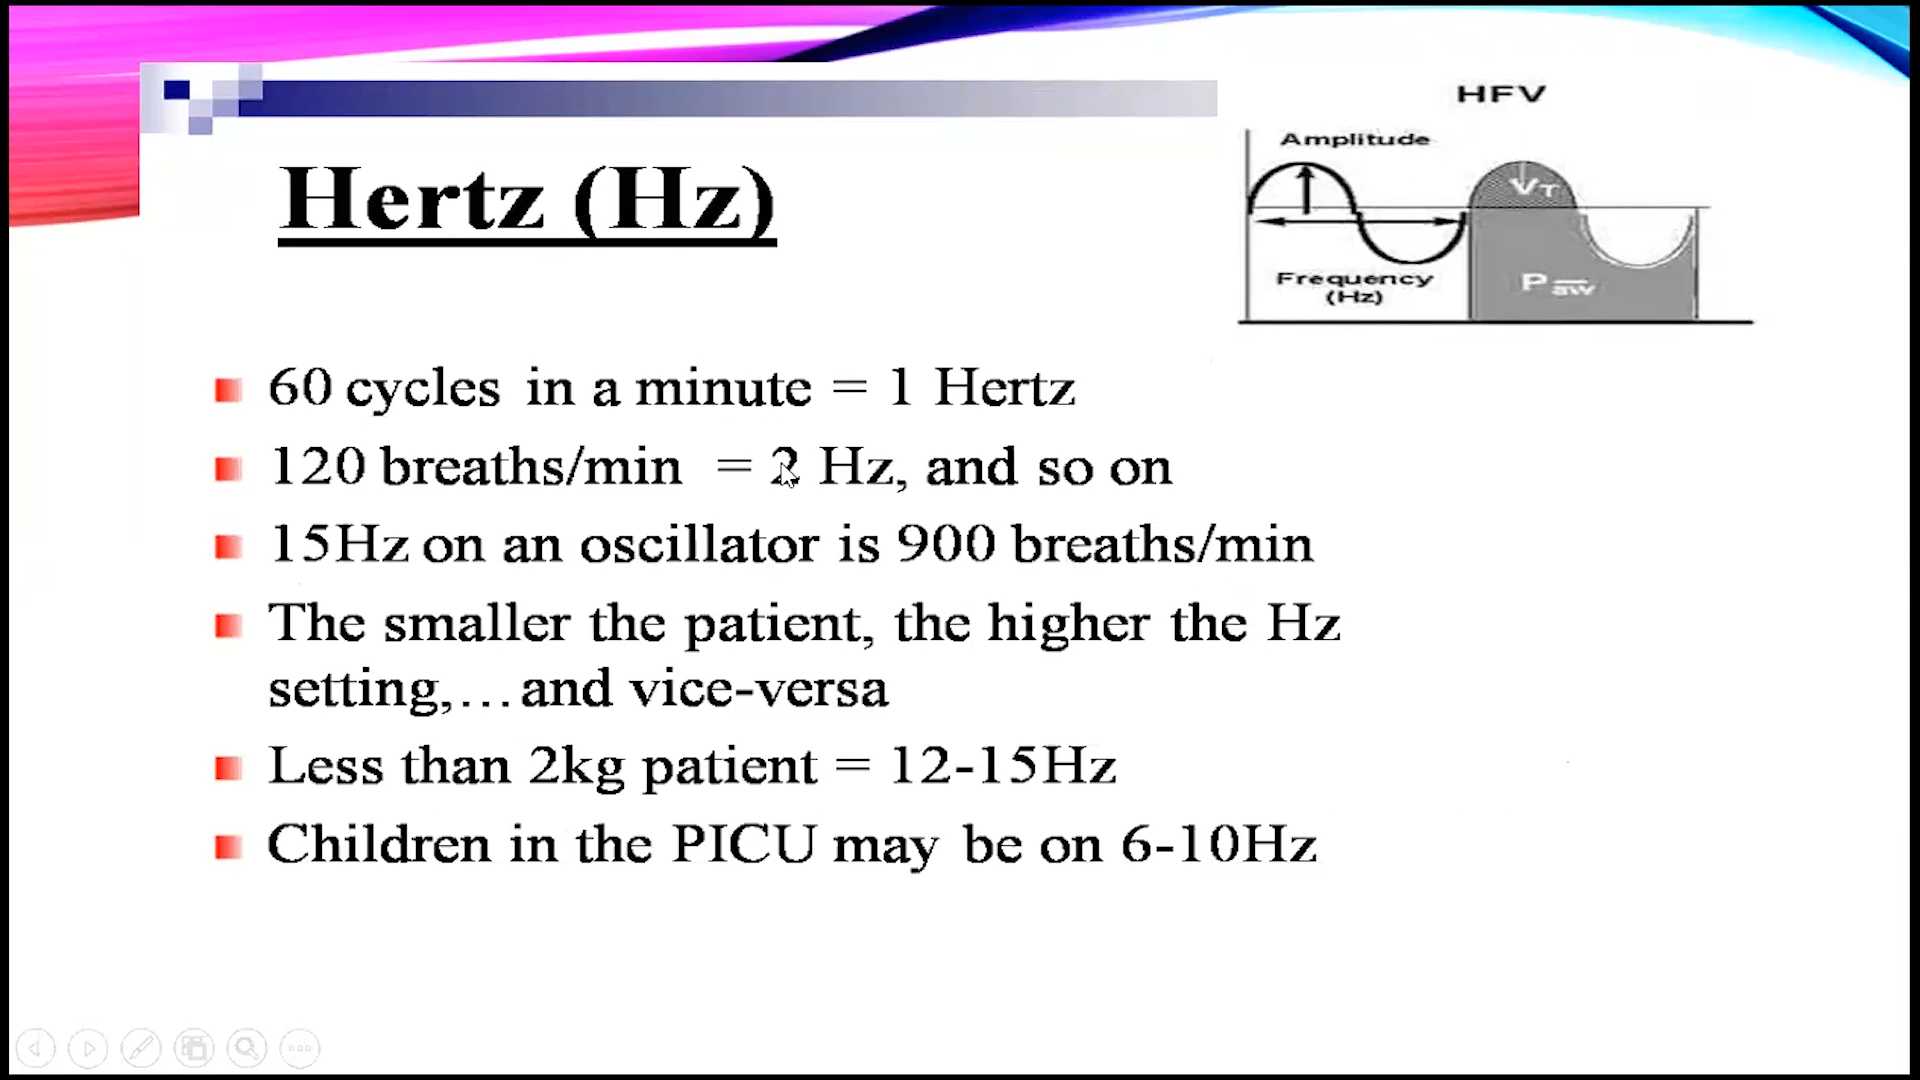 HFV
Amplitude
Hertz (Hz)
VT
Frequency
(Hz)
Paw
60 cycles in a minute = 1 Hertz
120 breaths/min = 2 Hz, and so on
15Hz on an oscillator is 900 breaths/min
The smaller the patient, the higher the Hz
setting,...and vice-versa
Less than 2kg patient = 12-15Hz
Children in the PICU may be on 6-10Hz